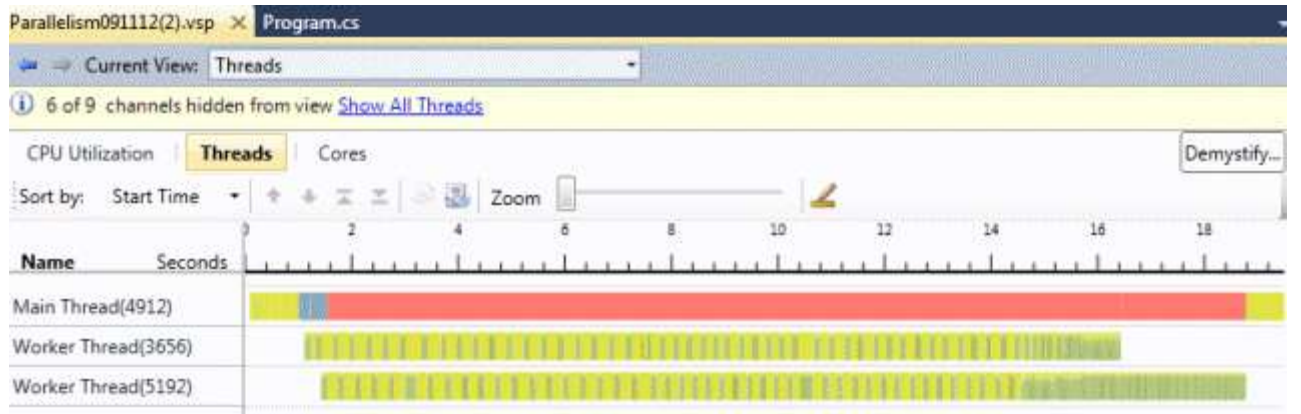 Parallelism091112(2).vsp Program.cs
Current View: Threads
6 of 9 channels hidden from view Show All Threads
CPU Utilization Threads Cores Demystify...
Sort by: Start Time Zoom
0 2 4 6 8 10 12 14 16 18
Name Seconds
Main Thread(4912)
Worker Thread(3656)
Worker Thread(5192)